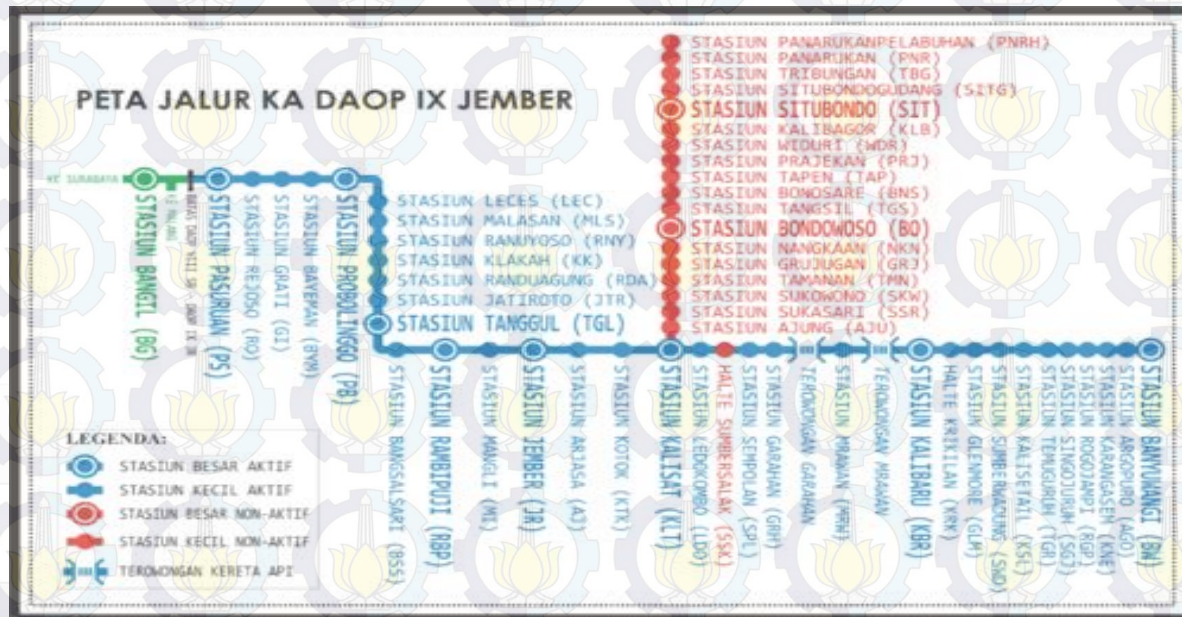 PETA JALUR KA DAOP IX JEMBER
STASIUN PANARUKANPELABUHAN (PNRH)
STASIUN PANARUKAN (PNR)
STASIUN TRIBUNGAN (TBG)
STASIUN SITUBONDOGUDANG (SITG)
STASIUN SITUBONDO (SIT)
STASIUN KALIBAGOR (KLB)
STASIUN WIDURI (WDR)
STASIUN PRAJEKAN (PRJ)
STASIUN TAPEN (TAP)
STASIUN BONOSARE (BNS)
STASIUN TANGSIL (TGS)
STASIUN BONDOWOSO (BO)
STASIUN NANGKAAN (NKN)
STASIUN GRUJUGAN (GRJ)
STASIUN TAMANAN (TMN)
STASIUN SUKOWONO (SKW)
STASIUN SUKASARI (SSR)
STASIUN AJUNG (AJU)
KE SURABAYA
STASIUN BANGIL (BG)
KE MALANG
STASIUN PASURUAN (PS)
STASIUN REJOSO (RO)
STASIUN GRATI (GI)
STASIUN BAYEMAN (BYM)
STASIUN PROBOLINGGO (PB)
STASIUN LECES (LEC)
STASIUN MALASAN (MLS)
STASIUN RANUYOSO (RNY)
STASIUN KLAKAH (KK)
STASIUN RANDUAGUNG (RDA)
STASIUN JATIROTO (JTR)
STASIUN TANGGUL (TGL)
STASIUN BANGSALSARI (BSS)
STASIUN RAMBIPUJI (RBP)
STASIUN MANGLI (MI)
STASIUN JEMBER (JR)
STASIUN ARJASA (AJ)
STASIUN KOTOK (KTK)
STASIUN KALISAT (KLT)
STASIUN LEDOKOMBO (LDO)
HALTE SUMBERSALAK (SSK)
STASIUN SEMPOLAN (SPL)
STASIUN GARAHAN (GRH)
TEROWONGAN GARAHAN
STASIUN MRAWAN (MRW)
TEROWONGAN MRAWAN
STASIUN KALIBARU (KBR)
HALTE KRIKILAN (KRK)
STASIUN GLENMORE (GLM)
STASIUN SUMBERWADUNG (SWD)
STASIUN KALISETAIL (KSL)
STASIUN TEMUGURUH (TGR)
STASIUN SINGOJURUH (SGJ)
STASIUN ROGOJAMPI (RGP)
STASIUN KARANGASEM (KNE)
STASIUN ARGOPURO (AGO)
STASIUN BANYUWANGI (BW)
LEGENDA:
STASIUN BESAR AKTIF
STASIUN KECIL AKTIF
STASIUN BESAR NON-AKTIF
STASIUN KECIL NON-AKTIF
TEROWONGAN KERETA API